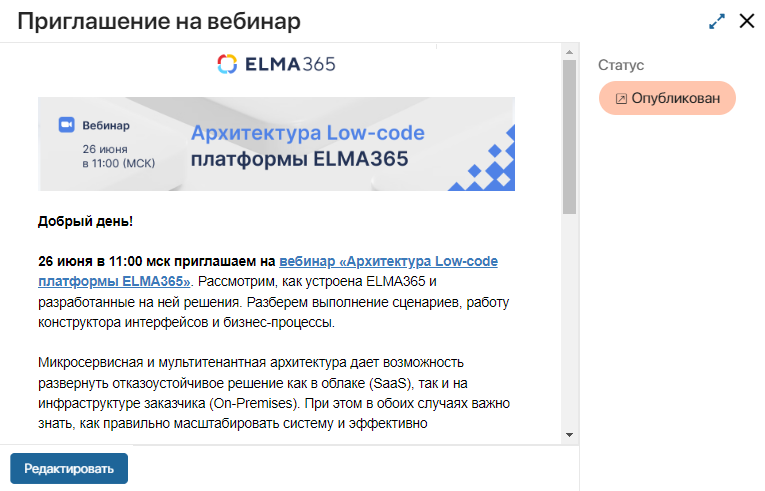 Приглашение на вебинар
ELMA365
Вебинар
26 июня
в 11:00 (МСК)
Архитектура Low-code
платформы ELMA365
Добрый день!
26 июня в 11:00 мск приглашаем на вебинар «Архитектура Low-code
платформы ELMA365». Рассмотрим, как устроена ELMA365 и
разработанные на ней решения. Разберем выполнение сценариев, работу
конструктора интерфейсов и бизнес-процессы.
Микросервисная и мультитенантная архитектура дает возможность
развернуть отказоустойчивое решение как в облаке (SaaS), так и на
инфраструктуре заказчика (On-Premises). При этом в обоих случаях важно
знать, как правильно масштабировать систему и эффективно
Редактировать
Статус
Опубликован